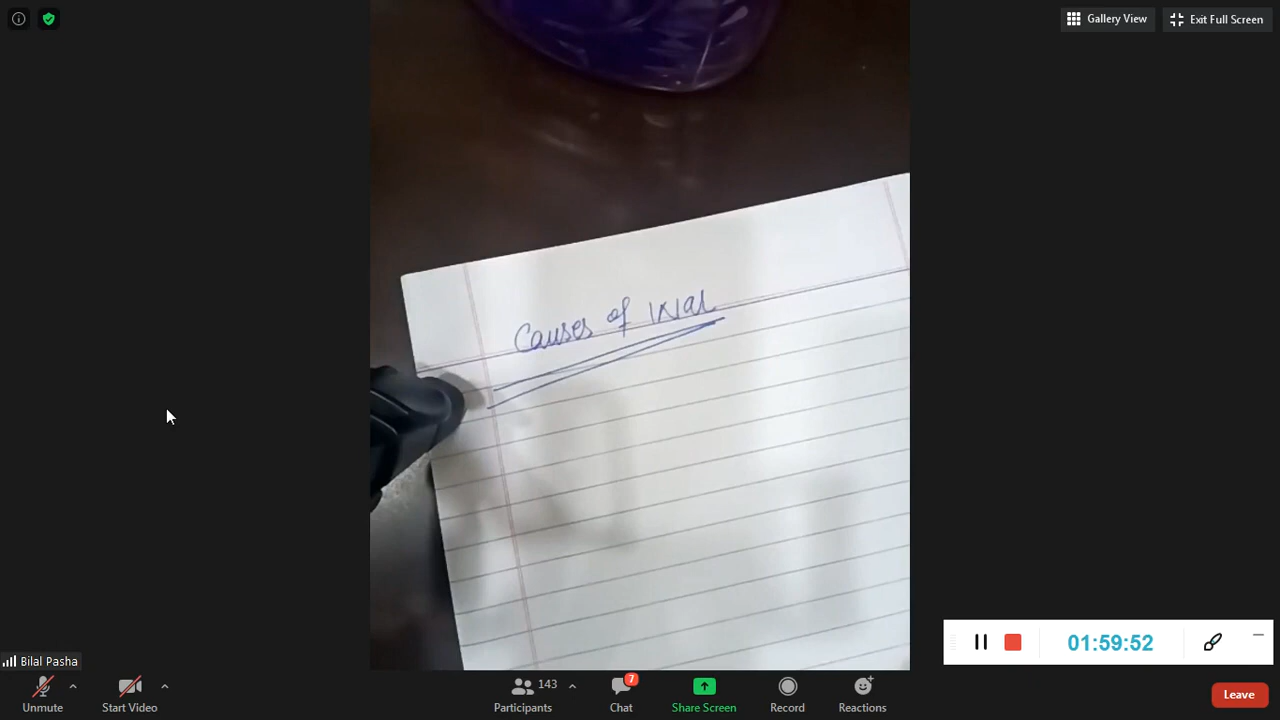 Gallery View
Exit Full Screen
Causes of War
01:59:52
Bilal Pasha
Unmute
Start Video
143
Participants
7
Chat
Share Screen
Record
Reactions
Leave